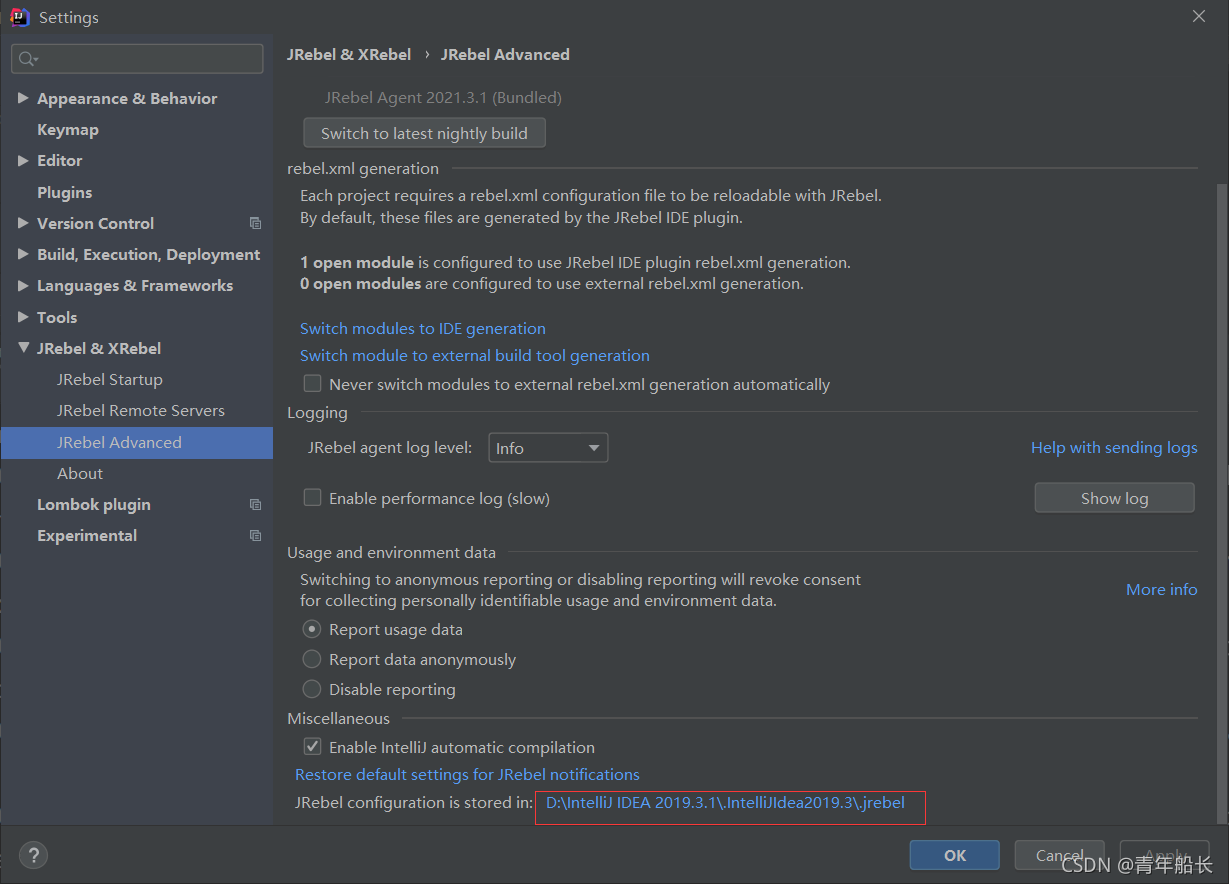 Settings
JRebel & XRebel › JRebel Advanced
Appearance & Behavior
Keymap
Editor
Plugins
Version Control
Build, Execution, Deployment
Languages & Frameworks
Tools
JRebel & XRebel
JRebel Startup
JRebel Remote Servers
JRebel Advanced
About
Lombok plugin
Experimental
JRebel Agent 2021.3.1 (Bundled)
Switch to latest nightly build
rebel.xml generation
Each project requires a rebel.xml configuration file to be reloadable with JRebel.
By default, these files are generated by the JRebel IDE plugin.
1 open module is configured to use JRebel IDE plugin rebel.xml generation.
0 open modules are configured to use external rebel.xml generation.
Switch modules to IDE generation
Switch module to external build tool generation
Never switch modules to external rebel.xml generation automatically
Logging
JRebel agent log level: Info Help with sending logs
Enable performance log (slow) Show log
Usage and environment data
Switching to anonymous reporting or disabling reporting will revoke consent
for collecting personally identifiable usage and environment data.
More info
Report usage data
Report data anonymously
Disable reporting
Miscellaneous
Enable IntelliJ automatic compilation
Restore default settings for JRebel notifications
JRebel configuration is stored in: D:\IntelliJ IDEA 2019.3.1\.IntelliJIdea2019.3\.jrebel
? OK Cancel Apply
CSDN @青年船长